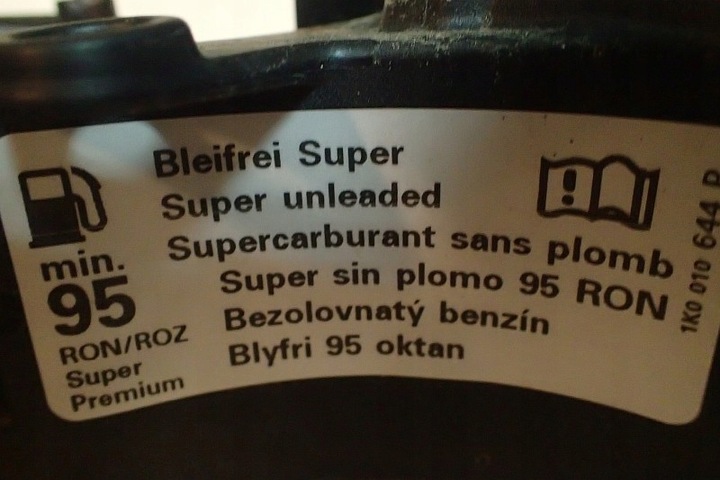 Bleifrei Super
Super unleaded
Supercarburant sans plomb
Super sin plomo 95 RON
Bezolovnatý benzín
Blyfri 95 oktan
min.
95
RON/ROZ
Super
Premium
1K0 010 644